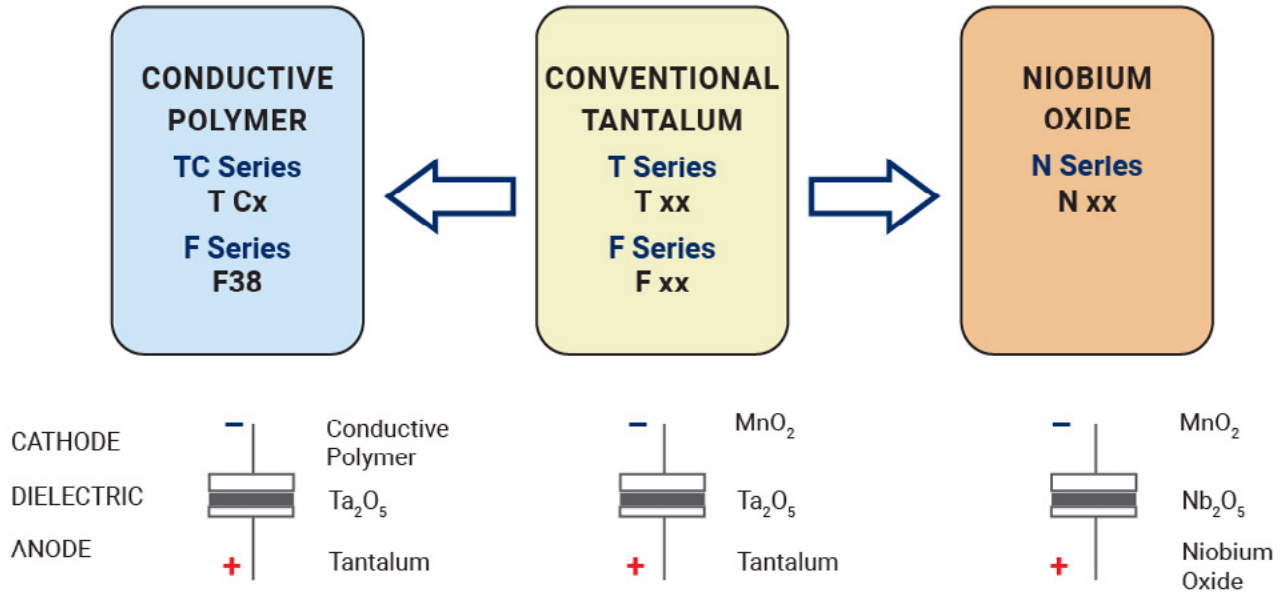 CONDUCTIVE
POLYMER
TC Series
T Cx
F Series
F38
CONVENTIONAL
TANTALUM
T Series
T xx
F Series
F xx
NIOBIUM
OXIDE
N Series
N xx
CATHODE
DIELECTRIC
ANODE
−
Conductive
Polymer
Ta₂O₅
+
Tantalum
−
MnO₂
Ta₂O₅
+
Tantalum
−
MnO₂
Nb₂O₅
+
Niobium
Oxide